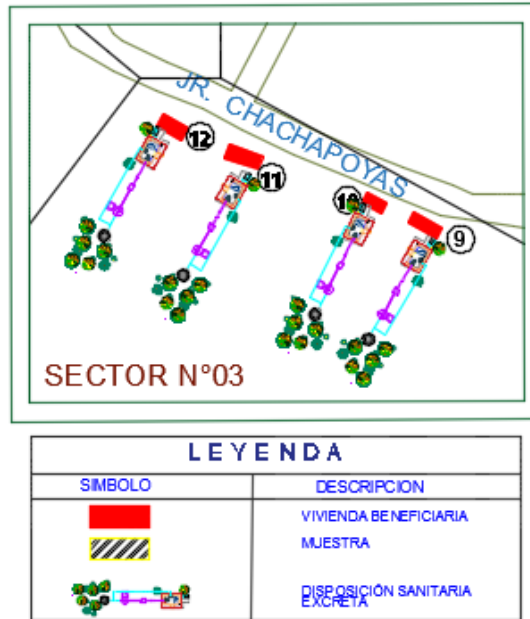 JR. CHACHAPOYAS
12
11
10
9
SECTOR N°03
LEYENDA
SIMBOLO
DESCRIPCION
VIVIENDA BENEFICIARIA
MUESTRA
DISPOSICIÓN SANITARIA
EXCRETA